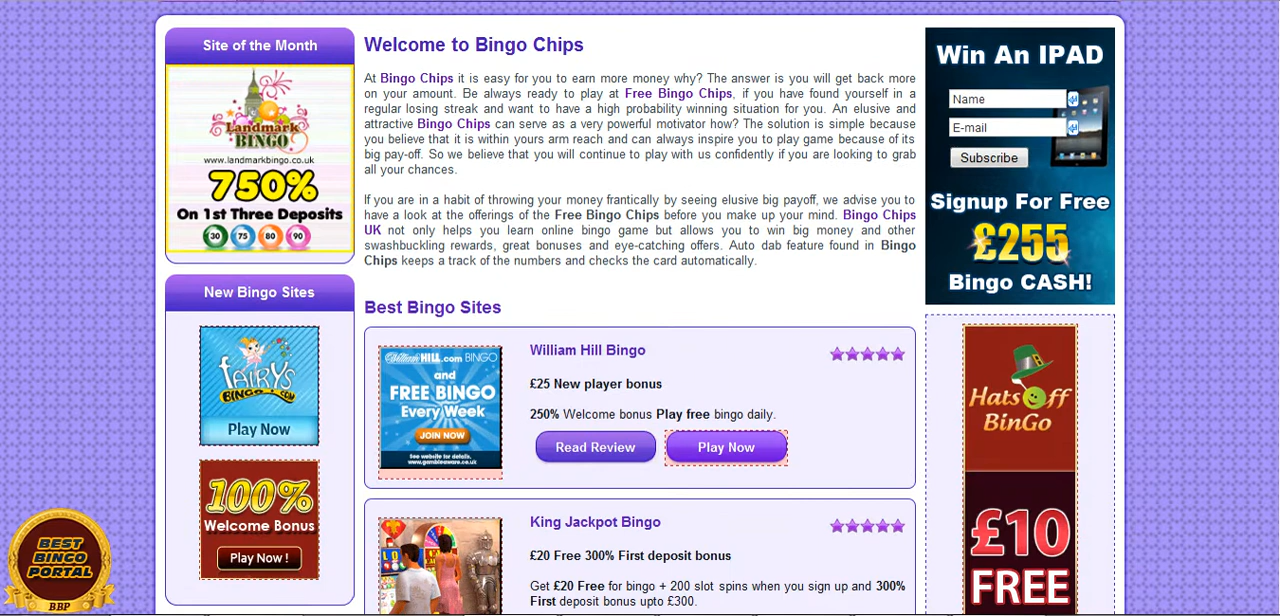 Site of the Month
Landmark
BINGO
www.landmarkbingo.co.uk
750%
On 1st Three Deposits
30 75 80 90
New Bingo Sites
fAIRYS
BINGO.COM
Play Now
100%
Welcome Bonus
Play Now !
BEST
BINGO
PORTAL
BBP
Welcome to Bingo Chips
At Bingo Chips it is easy for you to earn more money why? The answer is you will get back more
on your amount. Be always ready to play at Free Bingo Chips, if you have found yourself in a
regular losing streak and want to have a high probability winning situation for you. An elusive and
attractive Bingo Chips can serve as a very powerful motivator how? The solution is simple because
you believe that it is within yours arm reach and can always inspire you to play game because of its
big pay-off. So we believe that you will continue to play with us confidently if you are looking to grab
all your chances.
If you are in a habit of throwing your money frantically by seeing elusive big payoff, we advise you to
have a look at the offerings of the Free Bingo Chips before you make up your mind. Bingo Chips
UK not only helps you learn online bingo game but allows you to win big money and other
swashbuckling rewards, great bonuses and eye-catching offers. Auto dab feature found in Bingo
Chips keeps a track of the numbers and checks the card automatically.
Best Bingo Sites
William HILL.com BINGO
and
FREE BINGO
Every Week
JOIN NOW
See website for details.
www.gambleaware.co.uk
William Hill Bingo
£25 New player bonus
250% Welcome bonus Play free bingo daily.
Read Review
Play Now
King Jackpot Bingo
£20 Free 300% First deposit bonus
Get £20 Free for bingo + 200 slot spins when you sign up and 300%
First deposit bonus upto £300.
Win An IPAD
Name
E-mail
Subscribe
Signup For Free
£255
Bingo CASH!
Hats Off
BinGo
£10
FREE